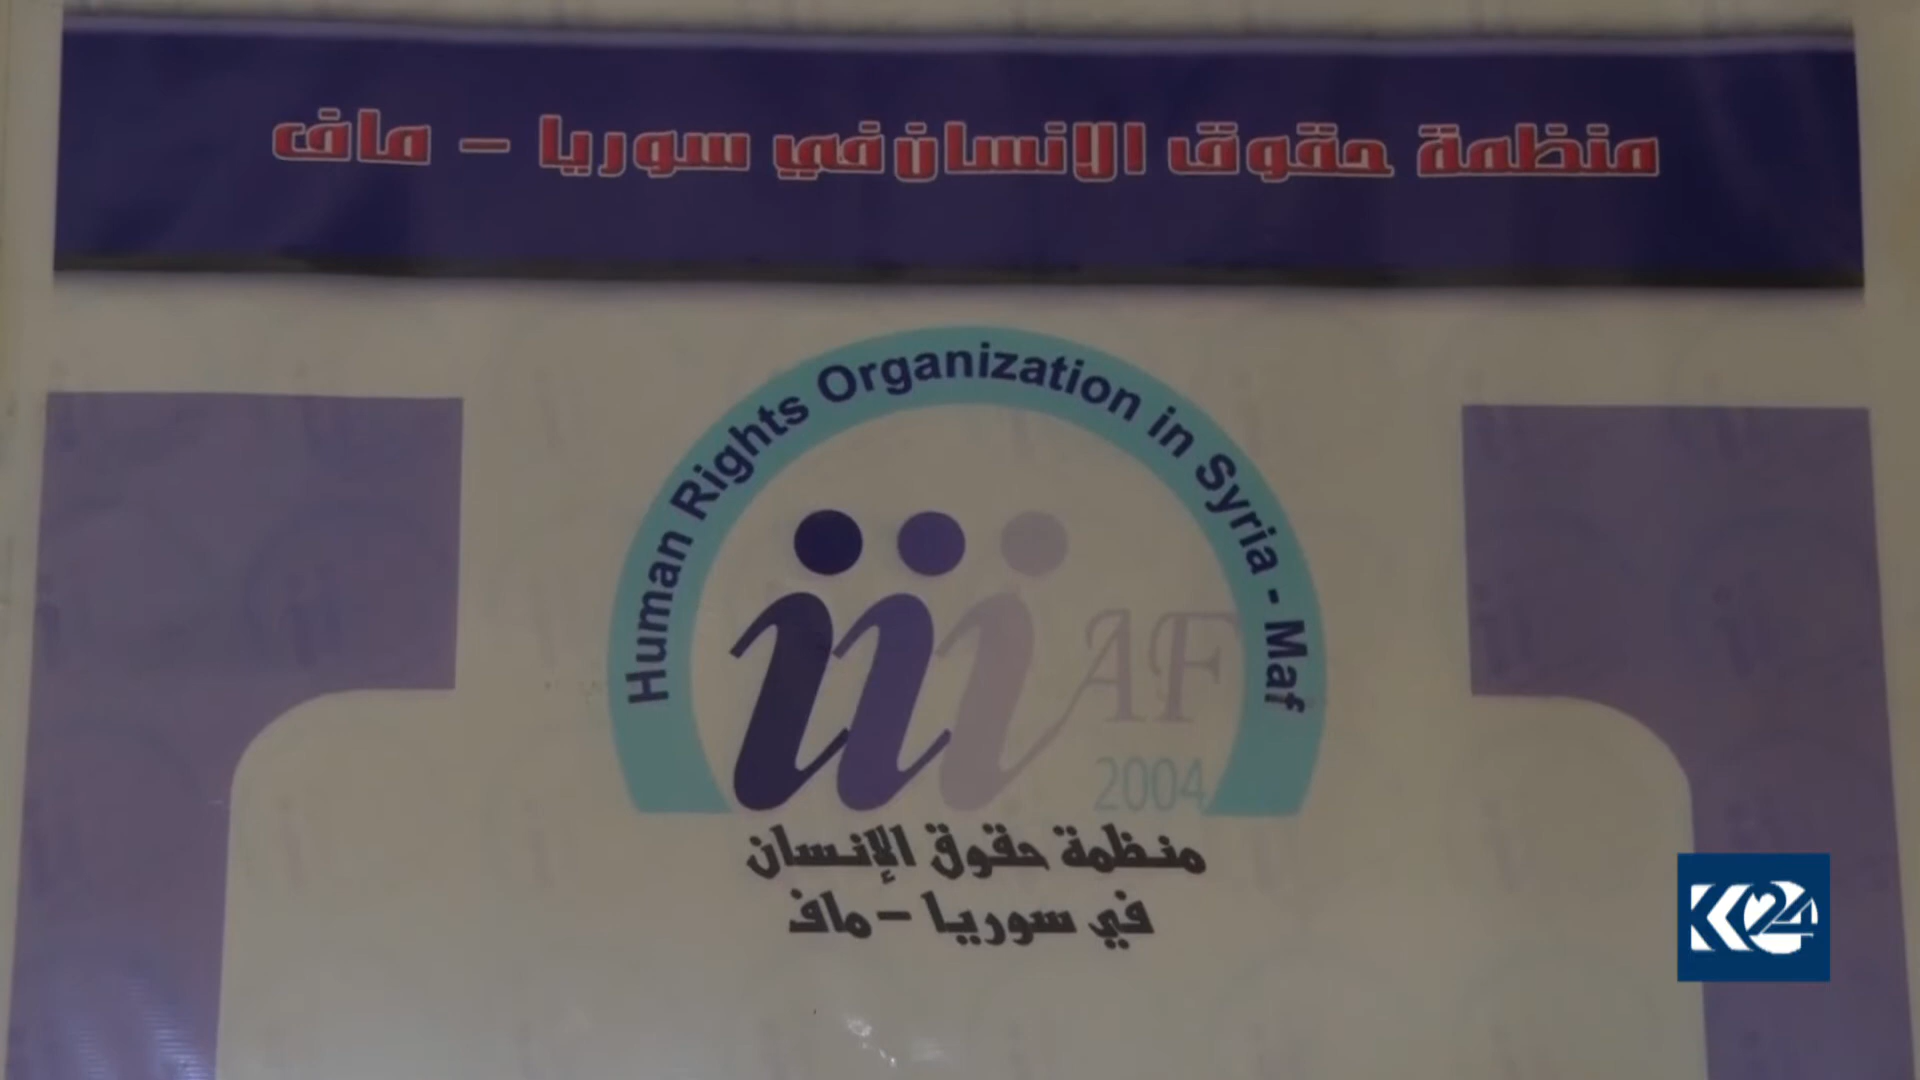 منظمة حقوق الانسان في سوريا - ماف
Human Rights Organization in Syria - Maf
AF
2004
منظمة حقوق الإنسان
في سوريا - ماف
K24